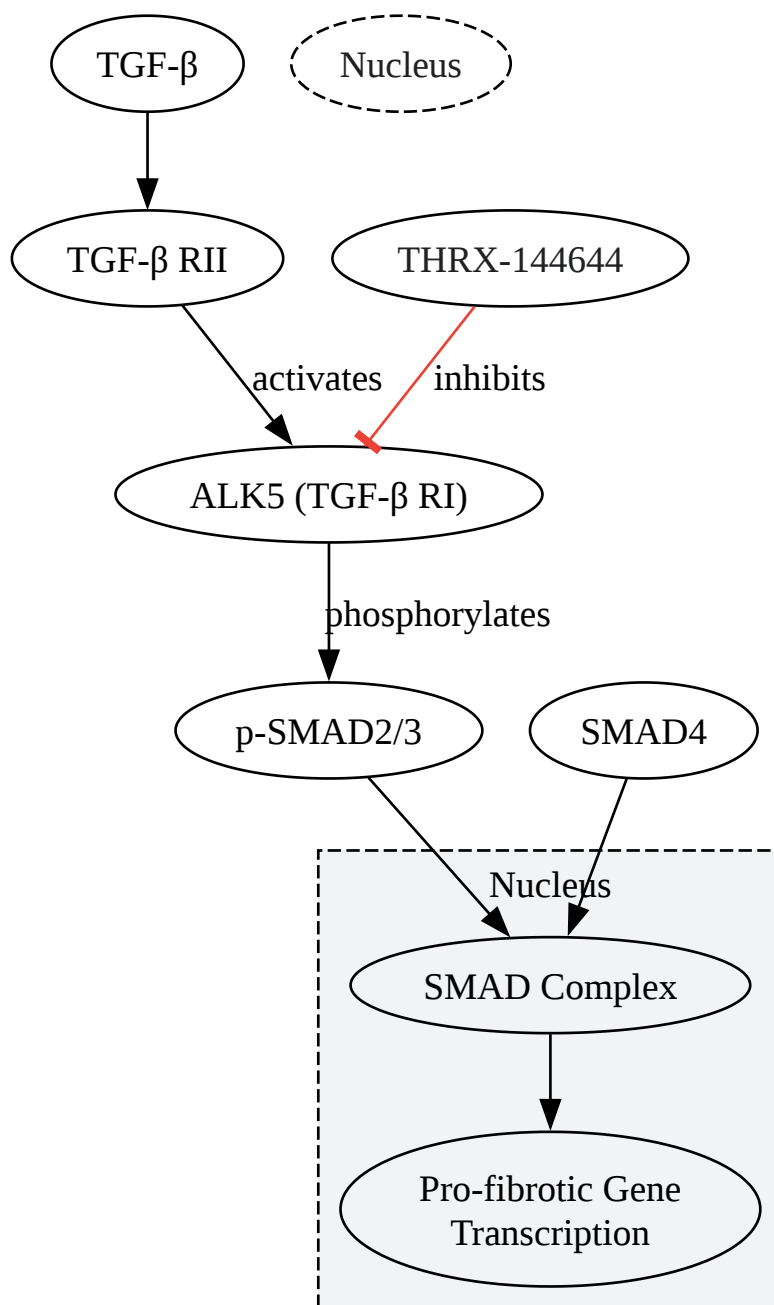 TGF-β
Nucleus
TGF-β RII
THRX-144644
activates
inhibits
ALK5 (TGF-β RI)
phosphorylates
p-SMAD2/3
SMAD4
Nucleus
SMAD Complex
Pro-fibrotic Gene
Transcription